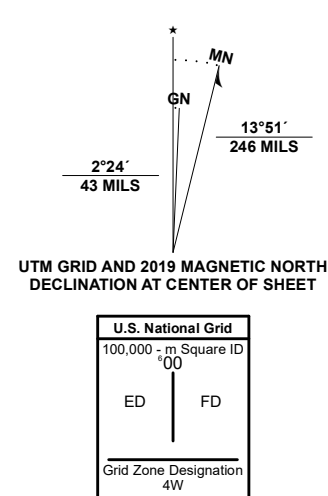 ★
MN
GN
13°51´
246 MILS
2°24´
43 MILS
UTM GRID AND 2019 MAGNETIC NORTH
DECLINATION AT CENTER OF SHEET
U.S. National Grid
100,000 - m Square ID
⁶00
ED FD
Grid Zone Designation
4W